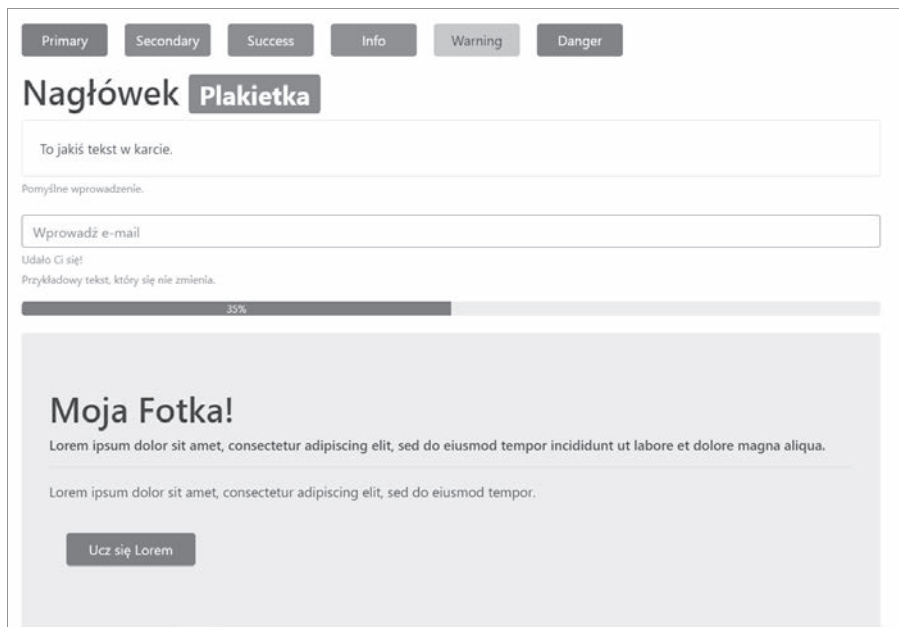 Primary Secondary Success Info Warning Danger
Nagłówek Plakietka
To jakiś tekst w karcie.
Pomyślne wprowadzenie.
Wprowadź e-mail
Udało Ci się!
Przykładowy tekst, który się nie zmienia.
35%
Moja Fotka!
Lorem ipsum dolor sit amet, consectetur adipiscing elit, sed do eiusmod tempor incididunt ut labore et dolore magna aliqua.
Lorem ipsum dolor sit amet, consectetur adipiscing elit, sed do eiusmod tempor.
Ucz się Lorem